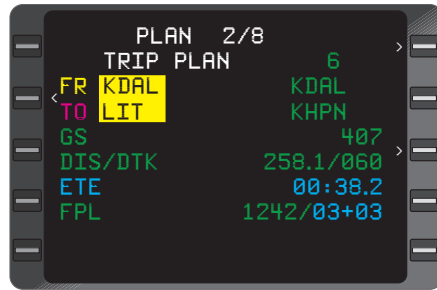 PLAN 2/8
TRIP PLAN 6
FR KDAL KDAL
TO LIT KHPN
GS 407
DIS/DTK 258.1/060
ETE 00:38.2
FPL 1242/03+03